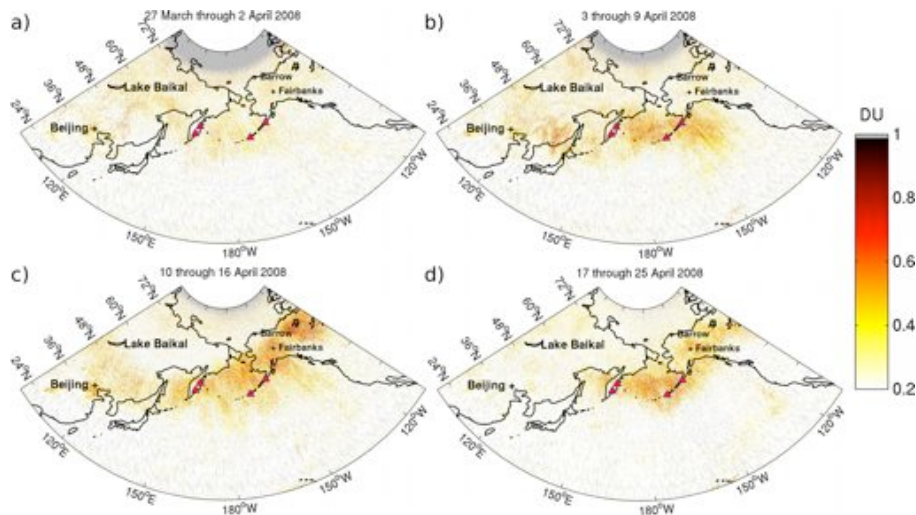 a)
27 March through 2 April 2008
72°N
60°N
48°N
36°N
24°N
Barrow
Fairbanks
Lake Baikal
Beijing
120°E
150°E
180°W
150°W
120°W
b)
3 through 9 April 2008
72°N
60°N
48°N
36°N
24°N
Barrow
Fairbanks
Lake Baikal
Beijing
120°E
150°E
180°W
150°W
120°W
DU
1
0.8
0.6
0.4
0.2
c)
10 through 16 April 2008
72°N
60°N
48°N
36°N
24°N
Barrow
Fairbanks
Lake Baikal
Beijing
120°E
150°E
180°W
150°W
120°W
d)
17 through 25 April 2008
72°N
60°N
48°N
36°N
24°N
Barrow
Fairbanks
Lake Baikal
Beijing
120°E
150°E
180°W
150°W
120°W